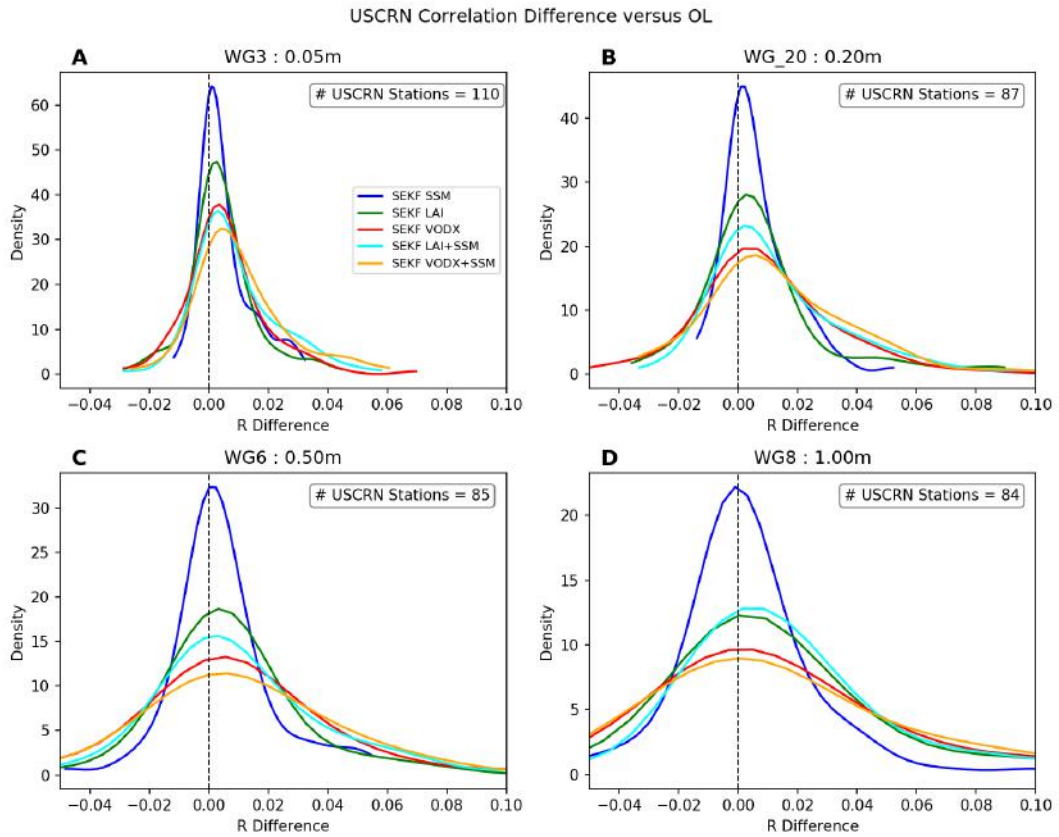 USCRN Correlation Difference versus OL
A
WG3 : 0.05m
# USCRN Stations = 110
60
50
40
30
20
10
0
Density
SEKF SSM
SEKF LAI
SEKF VODX
SEKF LAI+SSM
SEKF VODX+SSM
−0.04 −0.02 0.00 0.02 0.04 0.06 0.08 0.10
R Difference
B
WG_20 : 0.20m
# USCRN Stations = 87
40
30
20
10
0
Density
−0.04 −0.02 0.00 0.02 0.04 0.06 0.08 0.10
R Difference
C
WG6 : 0.50m
# USCRN Stations = 85
30
25
20
15
10
5
0
Density
−0.04 −0.02 0.00 0.02 0.04 0.06 0.08 0.10
R Difference
D
WG8 : 1.00m
# USCRN Stations = 84
20
15
10
5
0
Density
−0.04 −0.02 0.00 0.02 0.04 0.06 0.08 0.10
R Difference